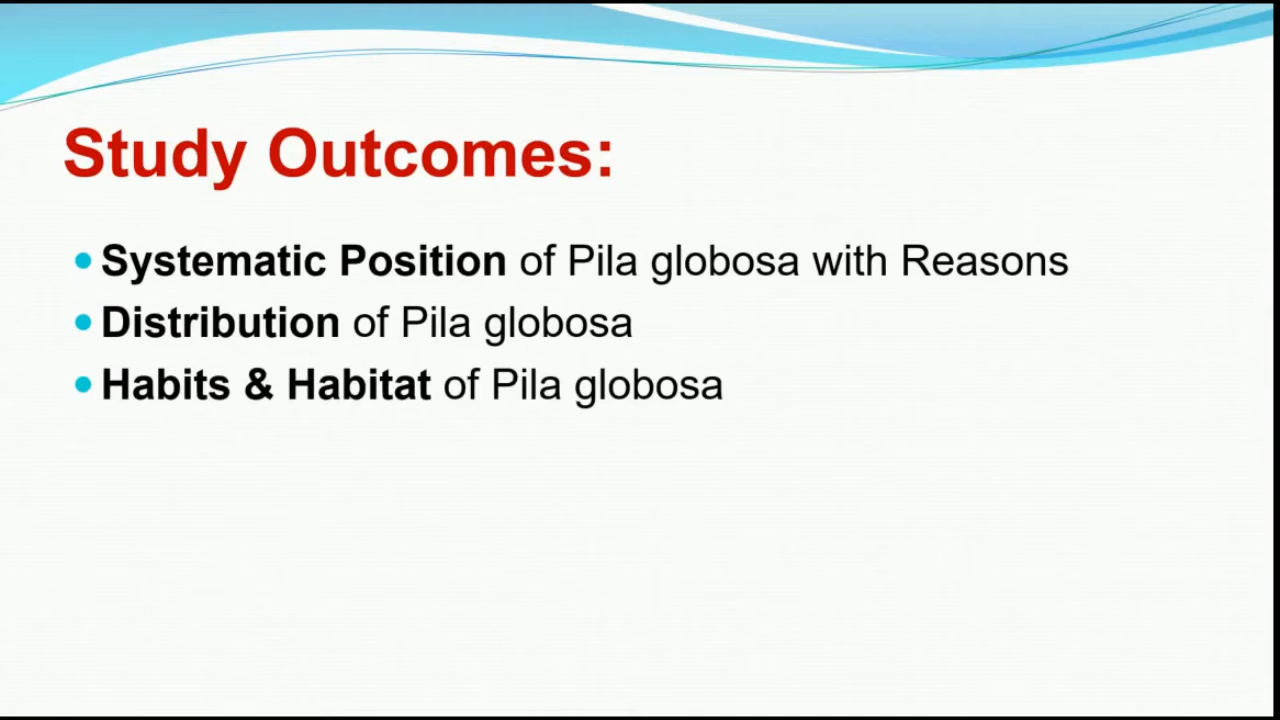 Study Outcomes:
• Systematic Position of Pila globosa with Reasons
• Distribution of Pila globosa
• Habits & Habitat of Pila globosa